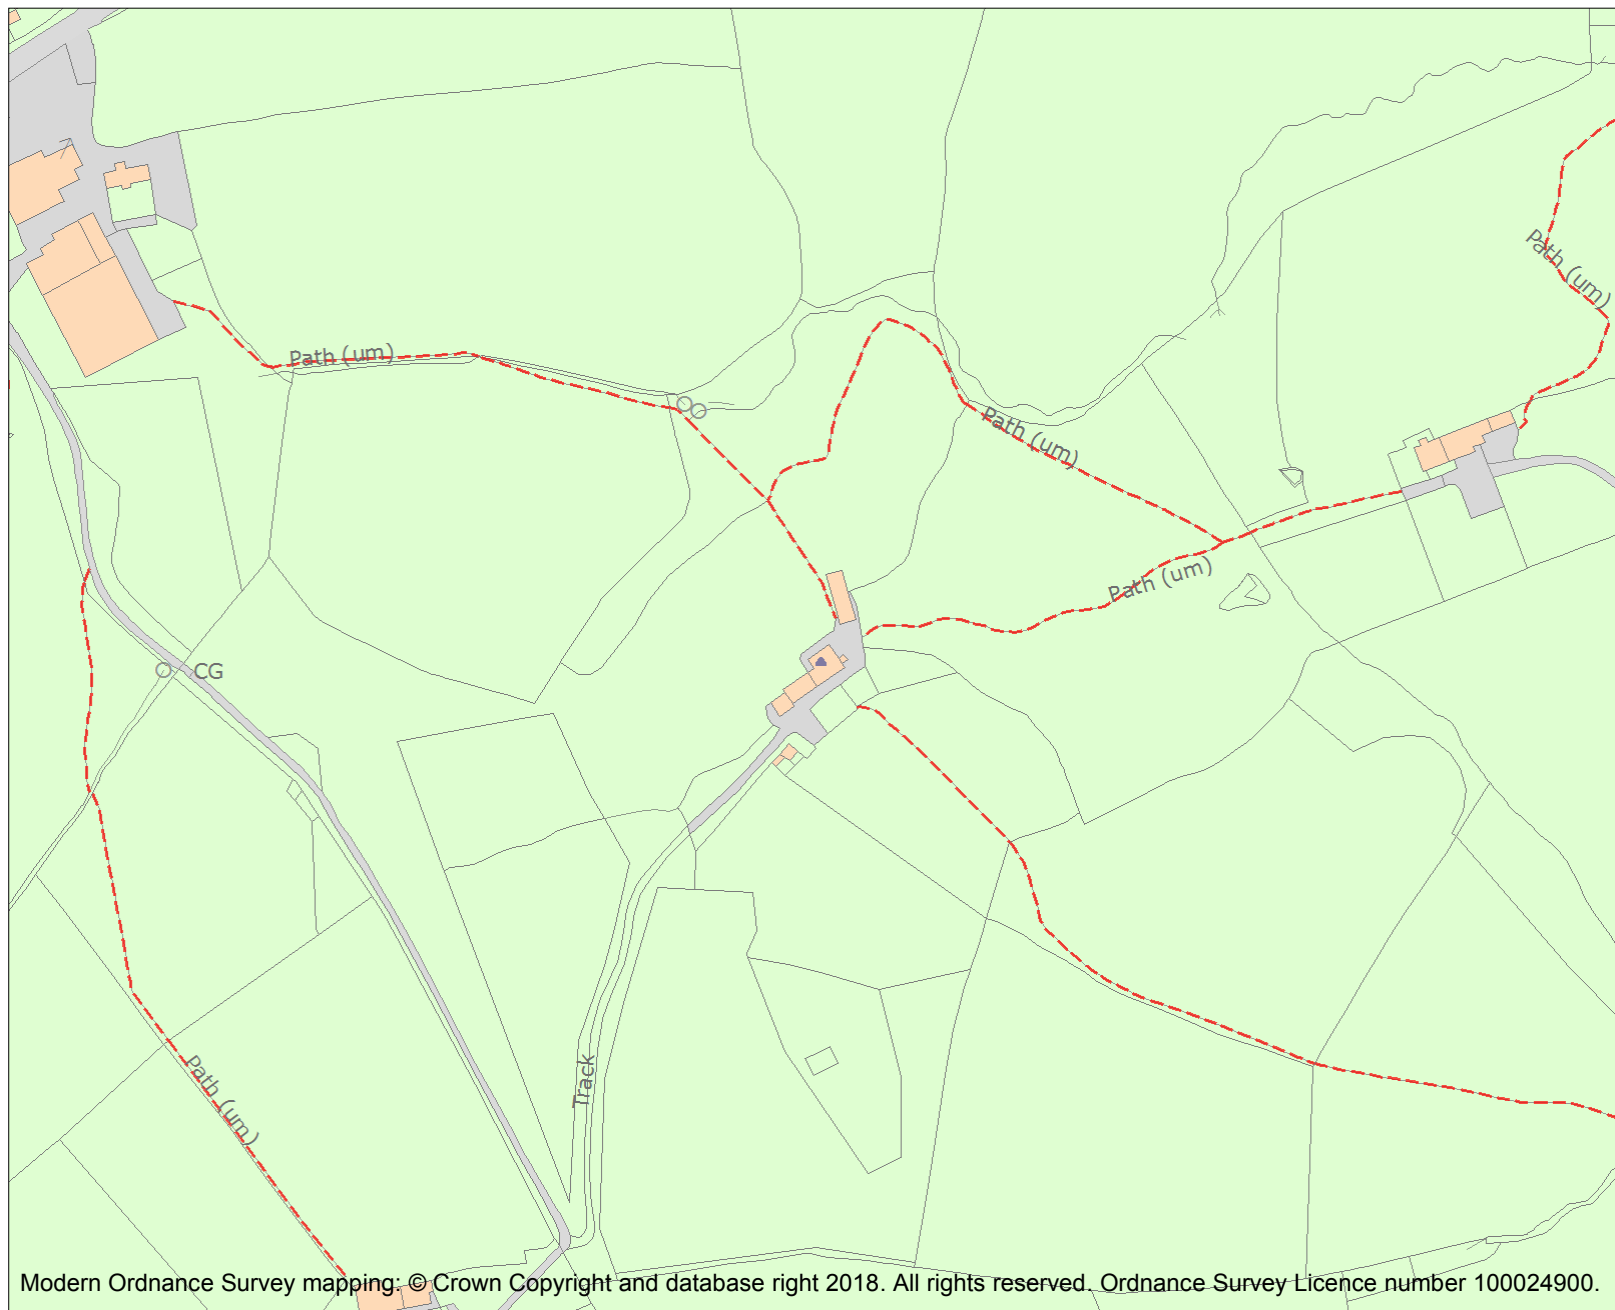 Path (um)
Path (um)
Path (um)
Path (um)
CG
Track
Path (um)
Modern Ordnance Survey mapping: © Crown Copyright and database right 2018. All rights reserved. Ordnance Survey Licence number 100024900.